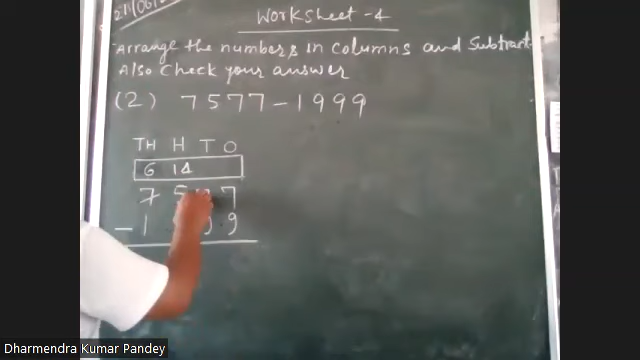 Worksheet-4
Arrange the numbers in columns and Subtract
Also Check your answer
(2) 7577-1999
TH H T O
6 14
7 5 7
- 1 9
Dharmendra Kumar Pandey